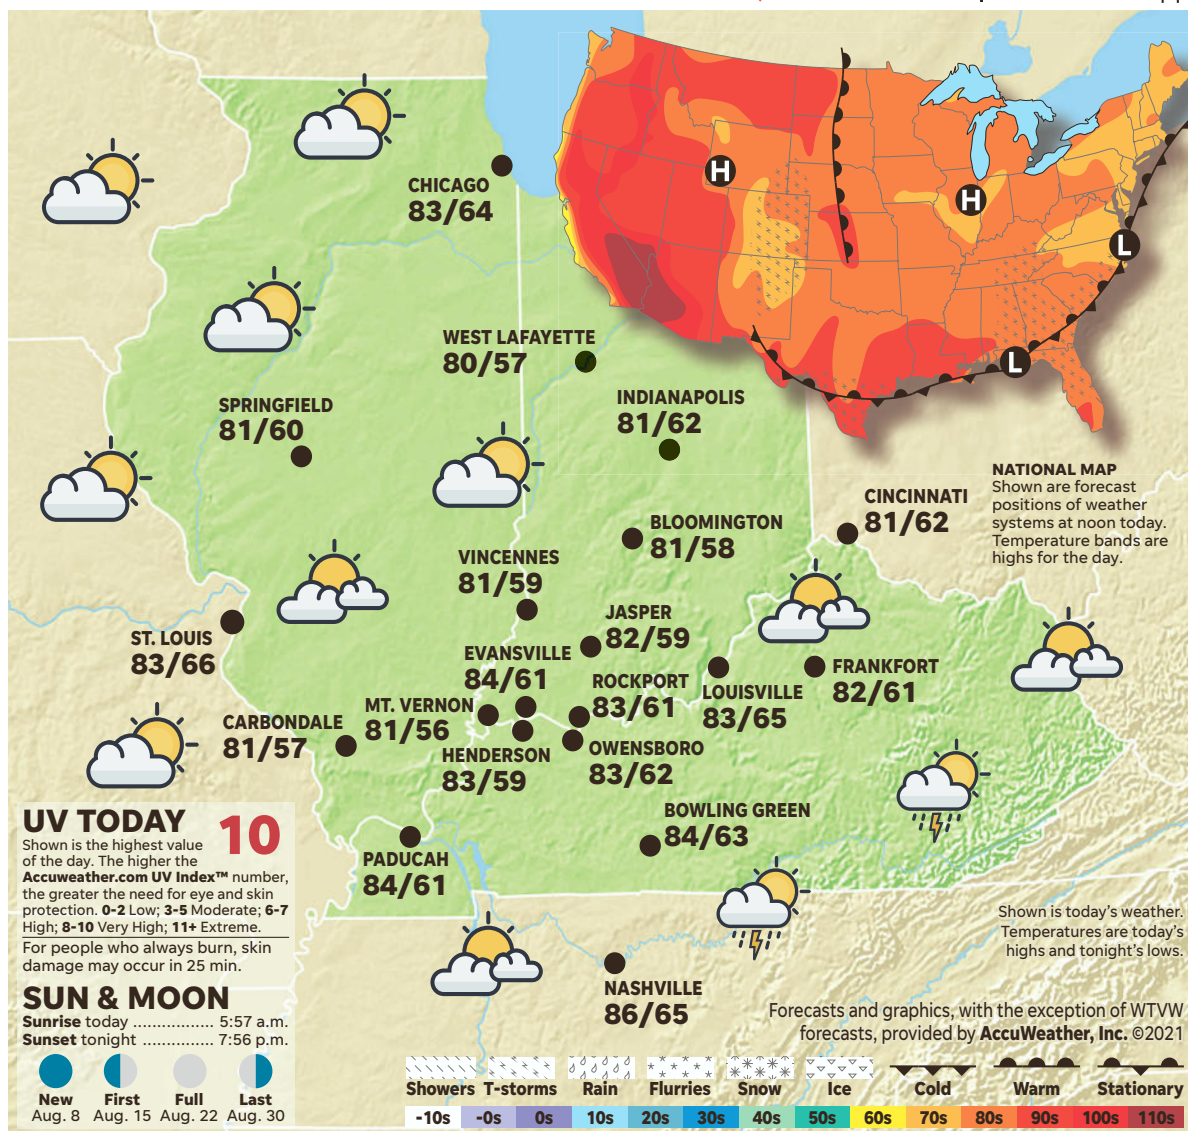 CHICAGO
83/64
H
H
L
L
WEST LAFAYETTE
80/57
SPRINGFIELD
81/60
INDIANAPOLIS
81/62
NATIONAL MAP
Shown are forecast
positions of weather
systems at noon today.
Temperature bands are
highs for the day.
CINCINNATI
81/62
BLOOMINGTON
81/58
VINCENNES
81/59
JASPER
82/59
ST. LOUIS
83/66
EVANSVILLE
84/61
ROCKPORT
83/61
LOUISVILLE
83/65
FRANKFORT
82/61
MT. VERNON
81/56
CARBONDALE
81/57
HENDERSON
83/59
OWENSBORO
83/62
BOWLING GREEN
84/63
PADUCAH
84/61
NASHVILLE
86/65
UV TODAY 10
Shown is the highest value
of the day. The higher the
Accuweather.com UV Index™ number,
the greater the need for eye and skin
protection. 0-2 Low; 3-5 Moderate; 6-7
High; 8-10 Very High; 11+ Extreme.
For people who always burn, skin
damage may occur in 25 min.
SUN & MOON
Sunrise today ................ 5:57 a.m.
Sunset tonight .............. 7:56 p.m.
New First Full Last
Aug. 8 Aug. 15 Aug. 22 Aug. 30
Shown is today's weather.
Temperatures are today's
highs and tonight's lows.
Forecasts and graphics, with the exception of WTVW
forecasts, provided by AccuWeather, Inc. ©2021
Showers T-storms Rain Flurries Snow Ice Cold Warm Stationary
-10s -0s 0s 10s 20s 30s 40s 50s 60s 70s 80s 90s 100s 110s